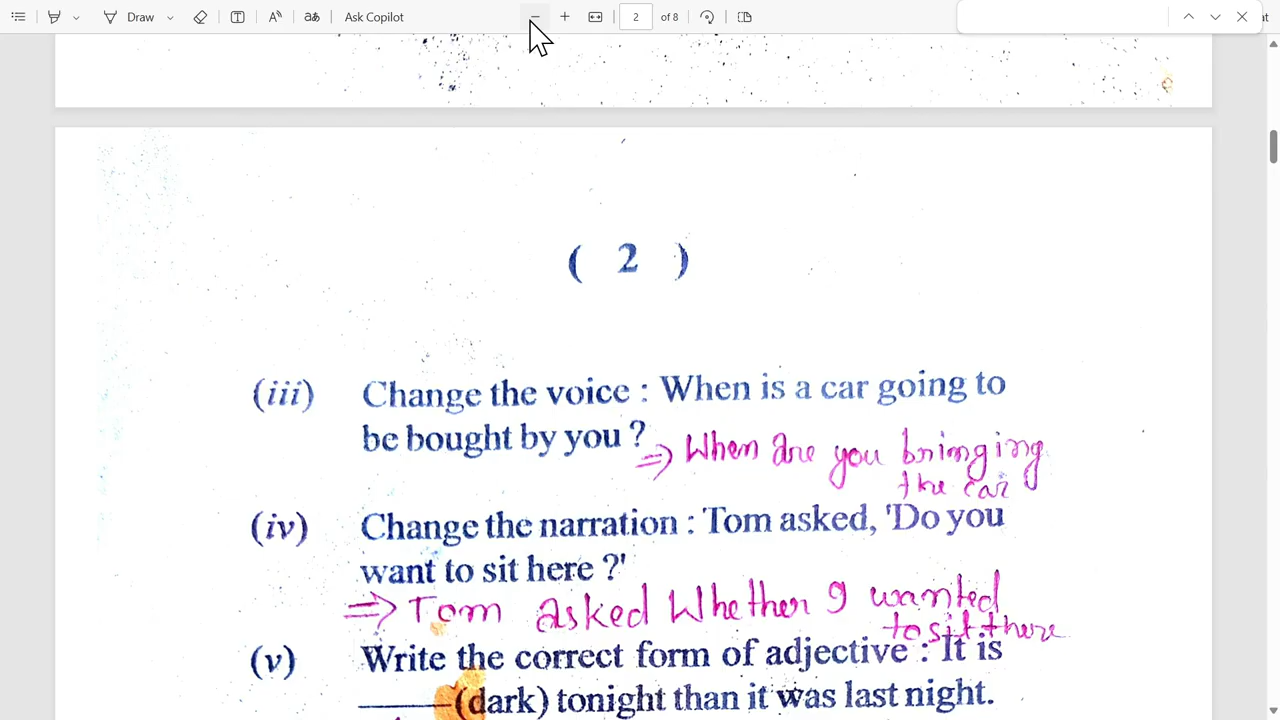 Draw
Ask Copilot
2 of 8
( 2 )
(iii) Change the voice : When is a car going to
be bought by you ?
⇒ When are you bringing
the car
(iv) Change the narration : Tom asked, 'Do you
want to sit here ?'
⇒ Tom asked Whether I wanted
to sit there
(v) Write the correct form of adjective : It is
______(dark) tonight than it was last night.